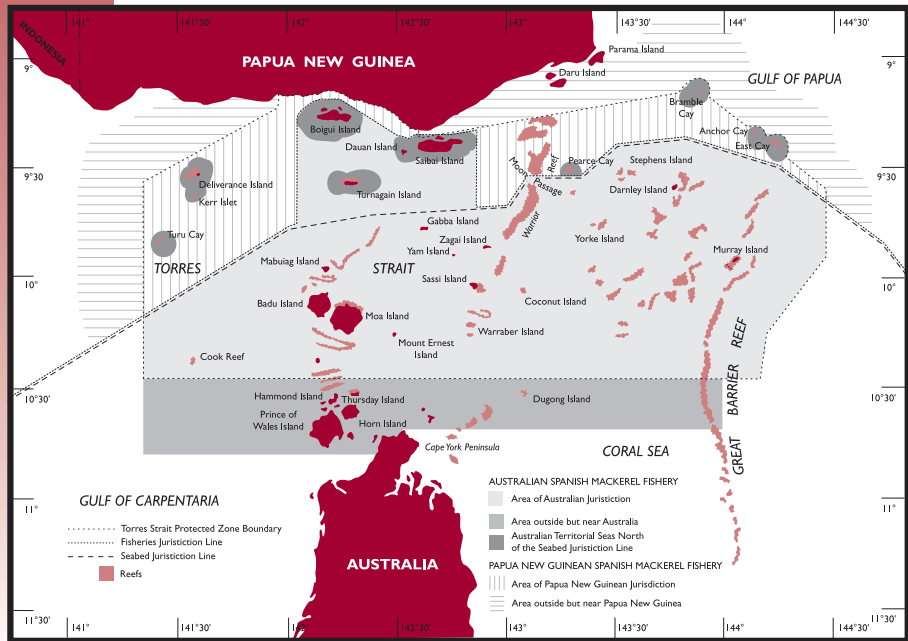 141°
141°30'
142°
142°30'
143°
143°30'
144°
144°30'
INDONESIA
PAPUA NEW GUINEA
Parama Island
Daru Island
GULF OF PAPUA
9°
9°
Bramble
Cay
Anchor Cay
East Cay
Boigui Island
Dauan Island
Saibai Island
Moon
Passage
Reef
Warrior
Pearce Cay
Stephens Island
9°30'
9°30'
Deliverance Island
Kerr Islet
Turnagain Island
Darnley Island
Turu Cay
Gabba Island
Zagai Island
Yam Island
Yorke Island
Murray Island
TORRES
STRAIT
Mabuiag Island
Sassi Island
10°
10°
Badu Island
Moa Island
Coconut Island
Mount Ernest
Island
Warraber Island
Cook Reef
GREAT BARRIER REEF
10°30'
10°30'
Hammond Island
Thursday Island
Dugong Island
Prince of
Wales Island
Horn Island
Cape York Peninsula
CORAL SEA
GULF OF CARPENTARIA
11°
11°
Torres Strait Protected Zone Boundary
Fisheries Juristiction Line
Seabed Juristiction Line
Reefs
AUSTRALIA
AUSTRALIAN SPANISH MACKEREL FISHERY
Area of Australian Juristiction
Area outside but near Australia
Australian Territorial Seas North
of the Seabed Juristiction Line
PAPUA NEW GUINEAN SPANISH MACKEREL FISHERY
Area of Papua New Guinean Jurisdiction
Area outside but near Papua New Guinea
11°30'
11°30'
141°
141°30'
142°
142°30'
143°
143°30'
144°
144°30'